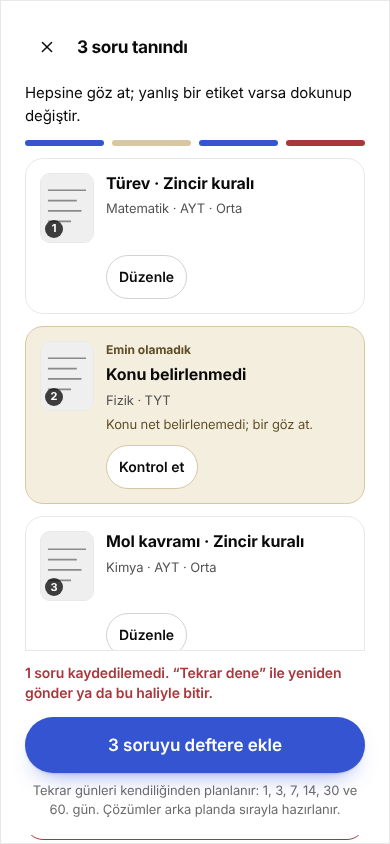 3 soru tanındı
Hepsine göz at; yanlış bir etiket varsa dokunup
değiştir.
Türev · Zincir kuralı
Matematik · AYT · Orta
1
Düzenle
Emin olamadık
Konu belirlenmedi
2
Fizik · TYT
Konu net belirlenemedi; bir göz at.
Kontrol et
Mol kavramı · Zincir kuralı
Kimya · AYT · Orta
3
Düzenle
1 soru kaydedilemedi. “Tekrar dene” ile yeniden
gönder ya da bu haliyle bitir.
3 soruyu deftere ekle
Tekrar günleri kendiliğinden planlanır: 1, 3, 7, 14, 30 ve
60. gün. Çözümler arka planda sırayla hazırlanır.